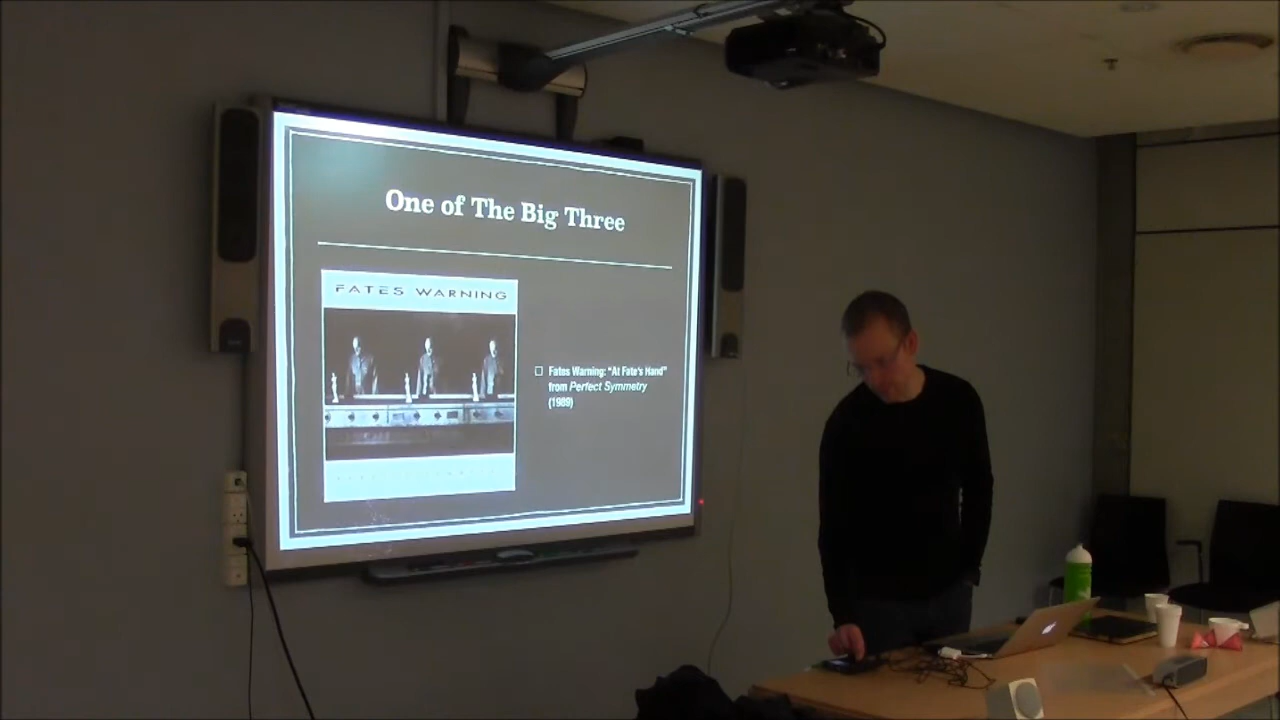 One of The Big Three
FATES WARNING
Fates Warning: "At Fate's Hand"
from Perfect Symmetry
(1989)